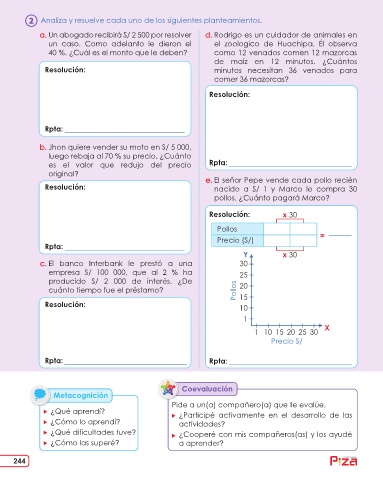 2 Analiza y resuelve cada uno de los siguientes planteamientos.
a. Un abogado recibirá S/ 2 500 por resolver
un caso. Como adelanto le dieron el
40 %. ¿Cuál es el monto que le deben?
Resolución:
Rpta:
b. Jhon quiere vender su moto en S/ 5 000,
luego rebaja al 70 % su precio. ¿Cuánto
es el valor que redujo del precio
original?
Resolución:
Rpta:
c. El banco Interbank le prestó a una
empresa S/ 100 000, que al 2 % ha
producido S/ 2 000 de interés. ¿De
cuánto tiempo fue el préstamo?
Resolución:
Rpta:
d. Rodrigo es un cuidador de animales en
el zoologico de Huachipa. Él observa
como 12 venados comen 12 mazorcas
de maíz en 12 minutos. ¿Cuántos
minutos necesitan 36 venados para
comer 36 mazorcas?
Resolución:
Rpta:
e. El señor Pepe vende cada pollo recién
nacido a S/ 1 y Marco le compra 30
pollos. ¿Cuánto pagará Marco?
Resolución:
x 30
Pollos
Precio (S/)
=
x 30
Y
30
25
20
15
10
1
Pollos
1 10 15 20 25 30 X
Precio S/
Rpta:
Metacognición
¿Qué aprendí?
¿Cómo lo aprendí?
¿Qué dificultades tuve?
¿Cómo las superé?
Coevaluación
Pide a un(a) compañero(a) que te evalúe.
¿Participé activamente en el desarrollo de las
actividades?
¿Cooperé con mis compañeros(as) y los ayudé
a aprender?
244